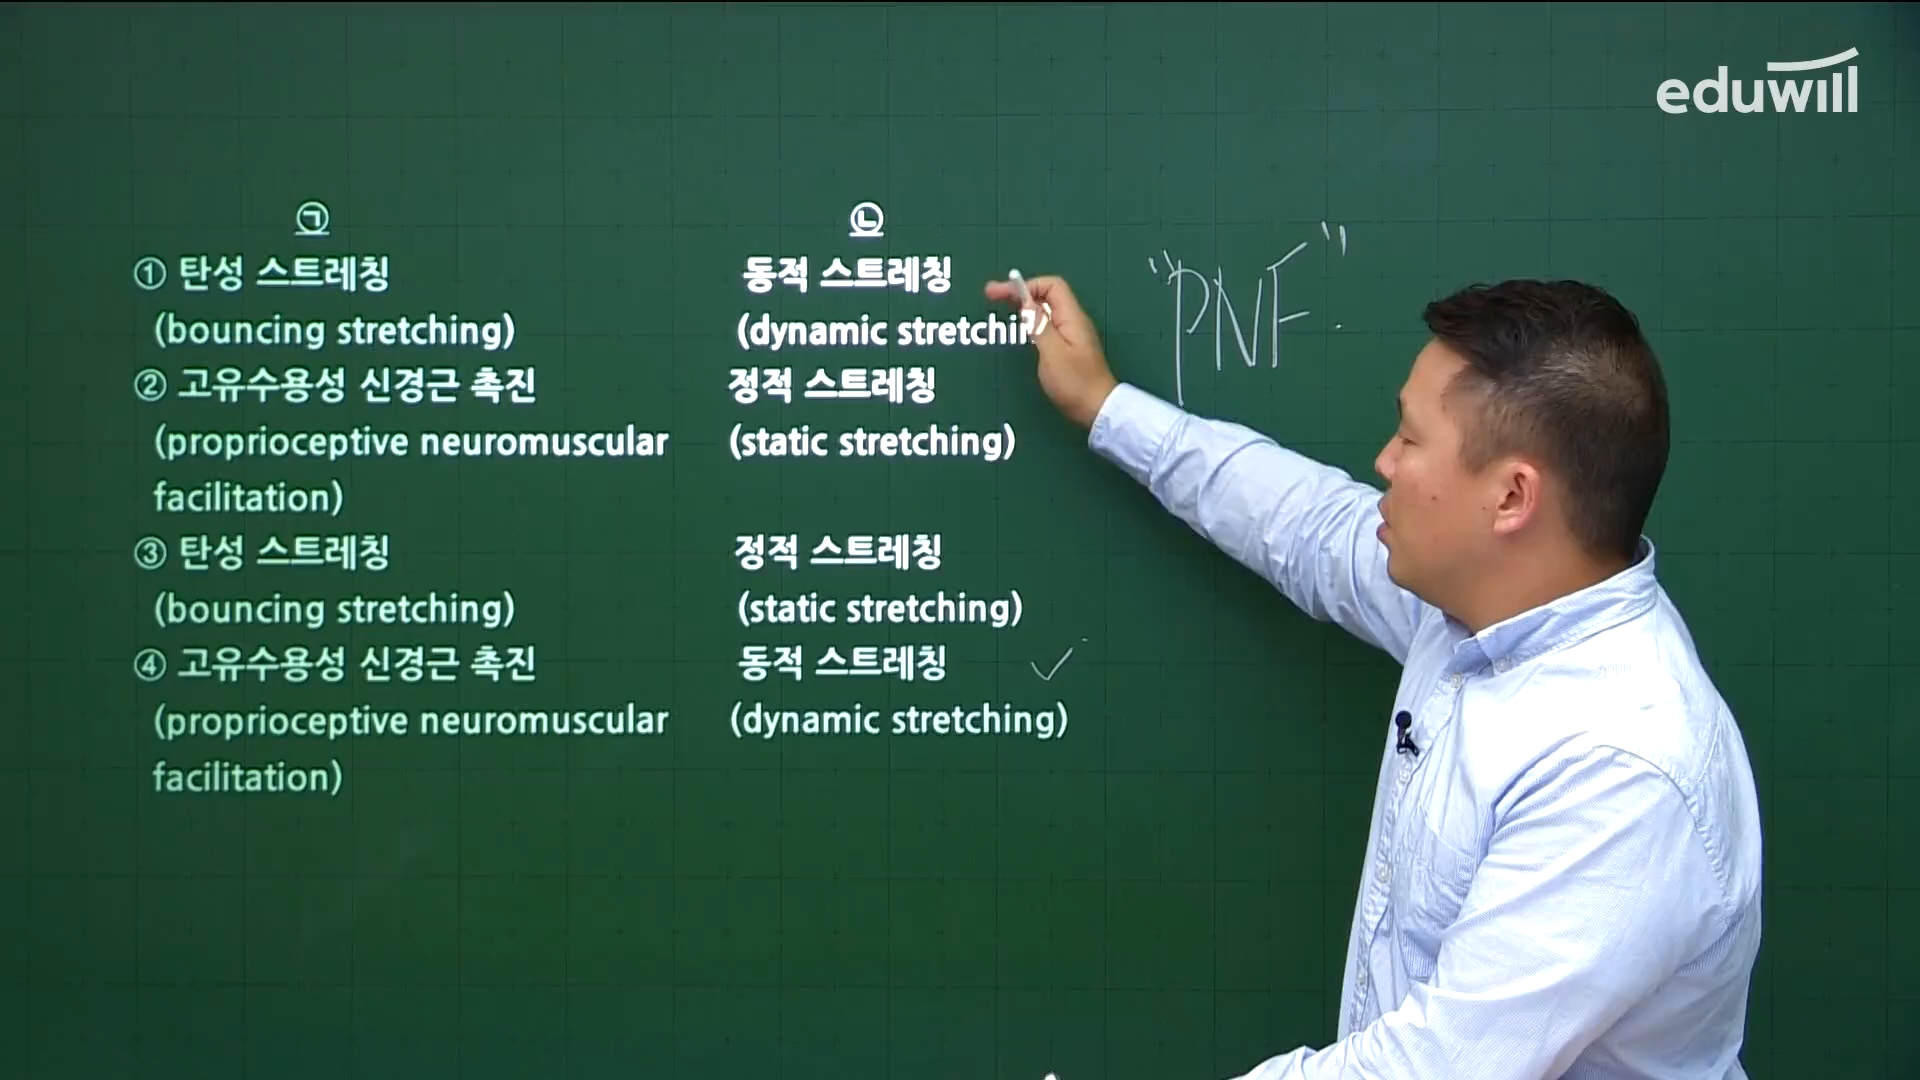 eduwill
㉠ ㉡
① 탄성 스트레칭 동적 스트레칭
(bouncing stretching) (dynamic
② 고유수용성 신경근 촉진 정적 스트레칭
(proprioceptive neuromuscular (static stretching)
facilitation)
③ 탄성 스트레칭 정적 스트레칭
(bouncing stretching) (static stretching)
④ 고유수용성 신경근 촉진 동적 스트레칭
(proprioceptive neuromuscular (dynamic stretching)
facilitation)
"PNF".